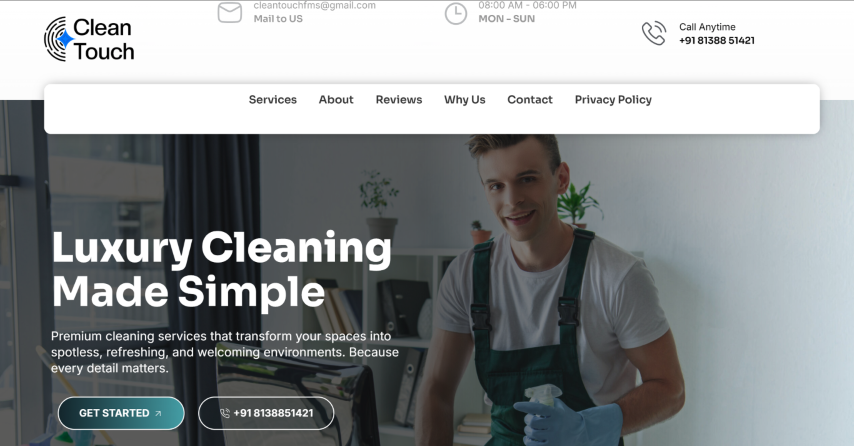 Clean
Touch
cleantouchfms@gmail.com
Mail to US
08:00 AM - 06:00 PM
MON - SUN
Call Anytime
+91 81388 51421
Services
About
Reviews
Why Us
Contact
Privacy Policy
Luxury Cleaning
Made Simple
Premium cleaning services that transform your spaces into
spotless, refreshing, and welcoming environments. Because
every detail matters.
GET STARTED
+91 8138851421